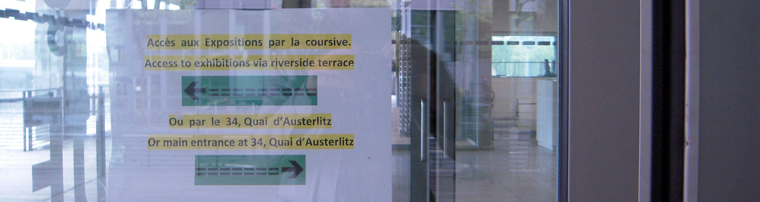 Accès aux Expositions par la coursive.
Access to exhibitions via riverside terrace
Ou par le 34, Quai d'Austerlitz
Or main entrance at 34, Quai d'Austerlitz